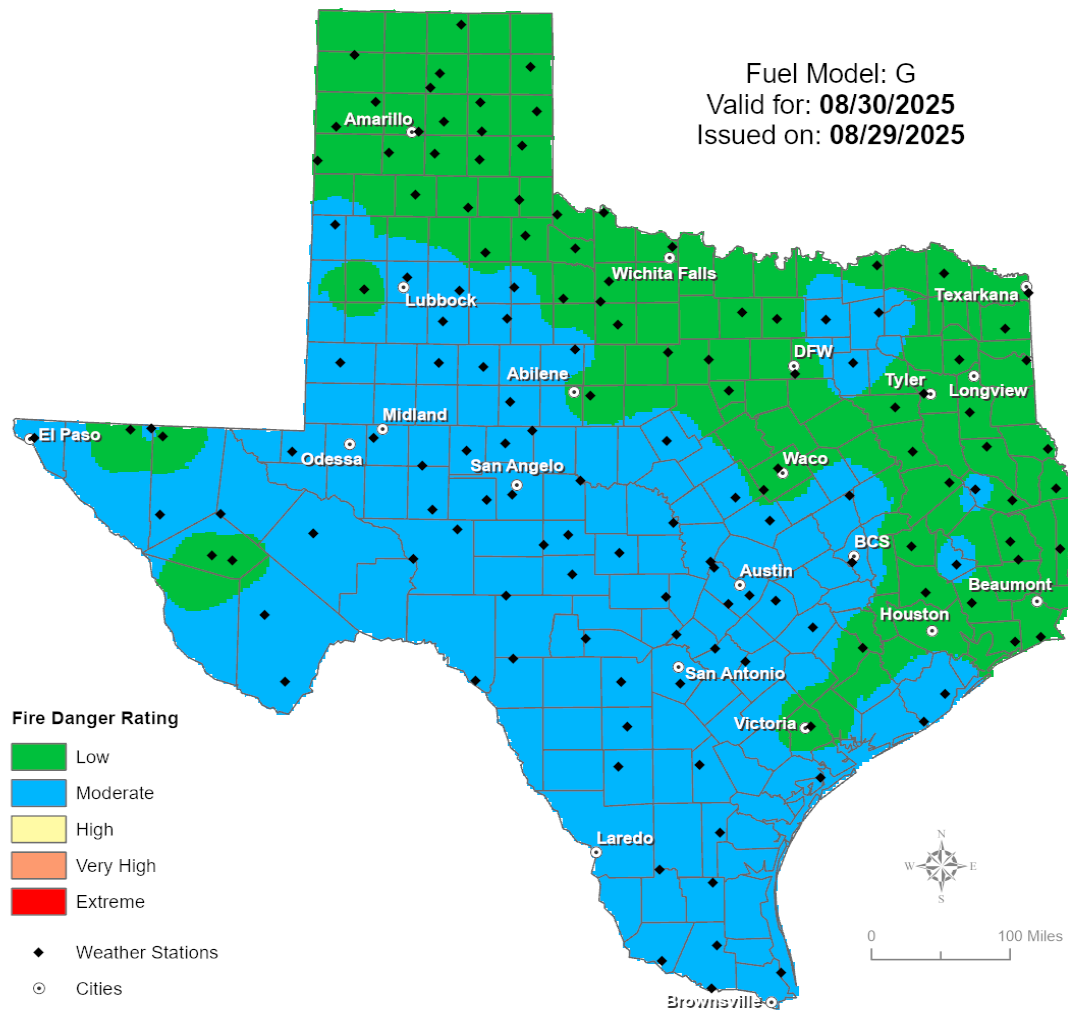 Fuel Model: G
Valid for: 08/30/2025
Issued on: 08/29/2025
Amarillo
Wichita Falls
Lubbock
Texarkana
DFW
Abilene
Tyler
Longview
Midland
El Paso
Odessa
San Angelo
Waco
BCS
Austin
Beaumont
Houston
San Antonio
Victoria
Laredo
Brownsville
Fire Danger Rating
Low
Moderate
High
Very High
Extreme
Weather Stations
Cities
N
W E
S
0 100 Miles